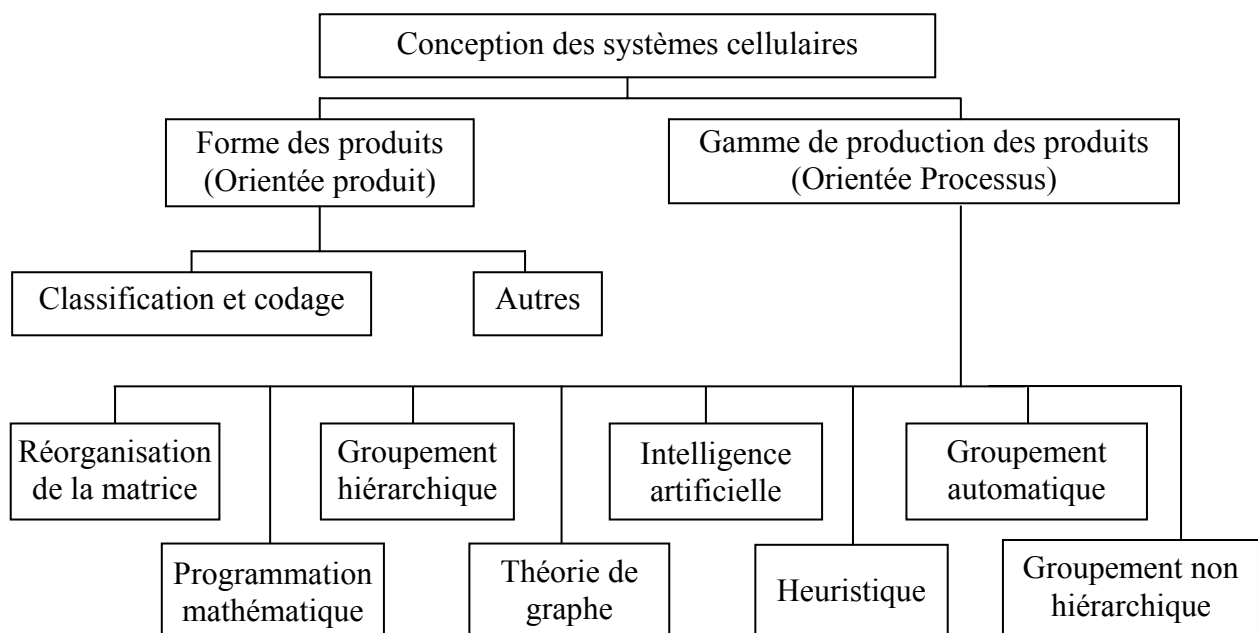 Conception des systèmes cellulaires
Forme des produits
(Orientée produit)
Gamme de production des produits
(Orientée Processus)
Classification et codage
Autres
Réorganisation
de la matrice
Groupement
hiérarchique
Intelligence
artificielle
Groupement
automatique
Programmation
mathématique
Théorie de
graphe
Heuristique
Groupement non
hiérarchique